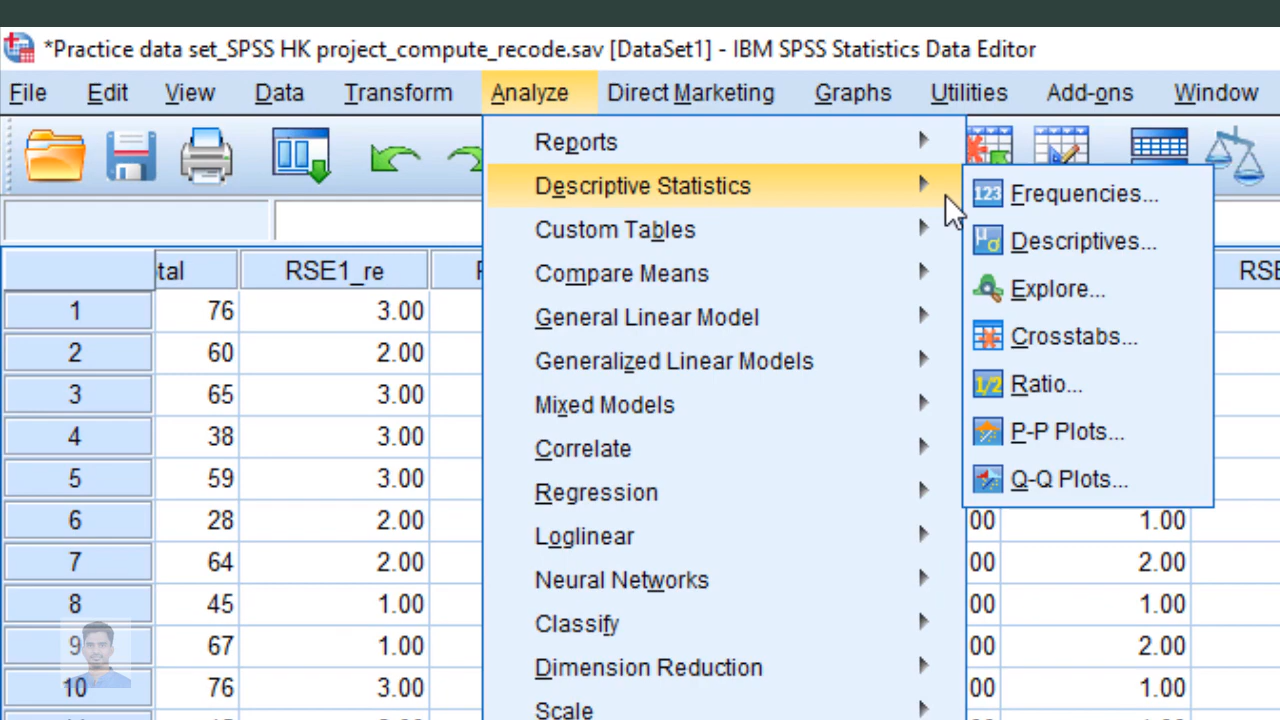 *Practice data set_SPSS HK project_compute_recode.sav [DataSet1] - IBM SPSS Statistics Data Editor
File Edit View Data Transform Analyze Direct Marketing Graphs Utilities Add-ons Window
Reports
Descriptive Statistics
Custom Tables
Compare Means
General Linear Model
Generalized Linear Models
Mixed Models
Correlate
Regression
Loglinear
Neural Networks
Classify
Dimension Reduction
Scale
123 Frequencies...
μ σ Descriptives...
Explore...
Crosstabs...
1/2 Ratio...
P-P Plots...
Q-Q Plots...
tal RSE1_re
1 76 3.00
2 60 2.00
3 65 3.00
4 38 3.00
5 59 3.00
6 28 2.00 00 1.00
7 64 2.00 00 2.00
8 45 1.00 00 1.00
9 67 1.00 00 2.00
10 76 3.00 00 1.00